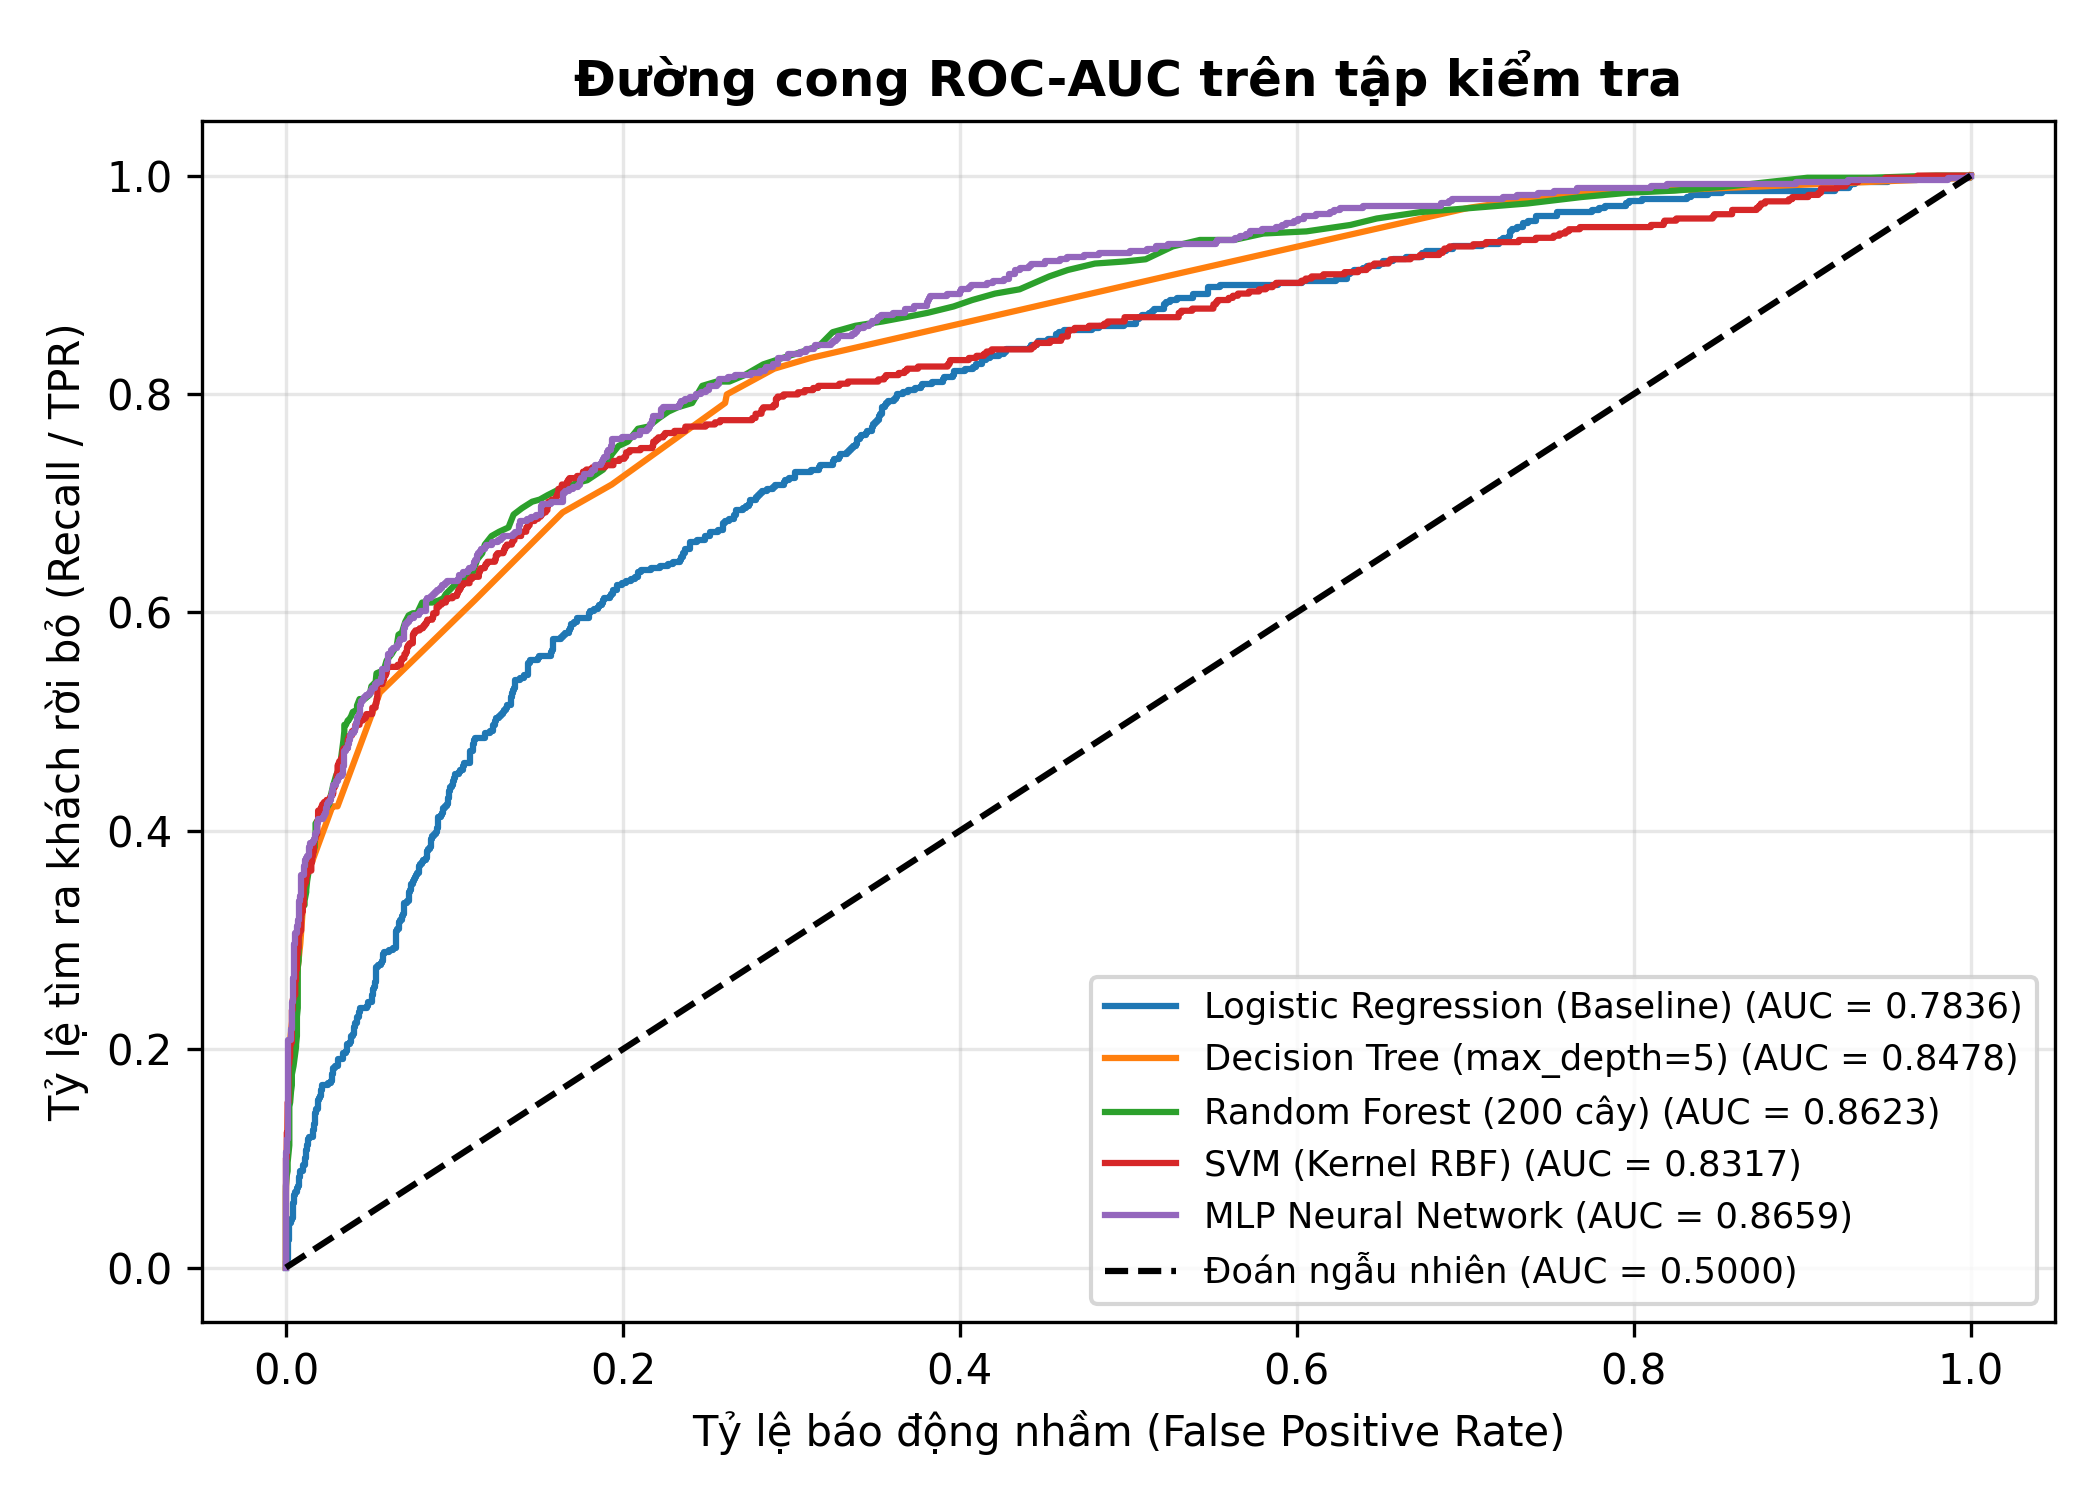 Đường cong ROC-AUC trên tập kiểm tra
Tỷ lệ tìm ra khách rời bỏ (Recall / TPR)
1.0
0.8
0.6
0.4
0.2
0.0
Logistic Regression (Baseline) (AUC = 0.7836)
Decision Tree (max_depth=5) (AUC = 0.8478)
Random Forest (200 cây) (AUC = 0.8623)
SVM (Kernel RBF) (AUC = 0.8317)
MLP Neural Network (AUC = 0.8659)
Đoán ngẫu nhiên (AUC = 0.5000)
0.0 0.2 0.4 0.6 0.8 1.0
Tỷ lệ báo động nhầm (False Positive Rate)